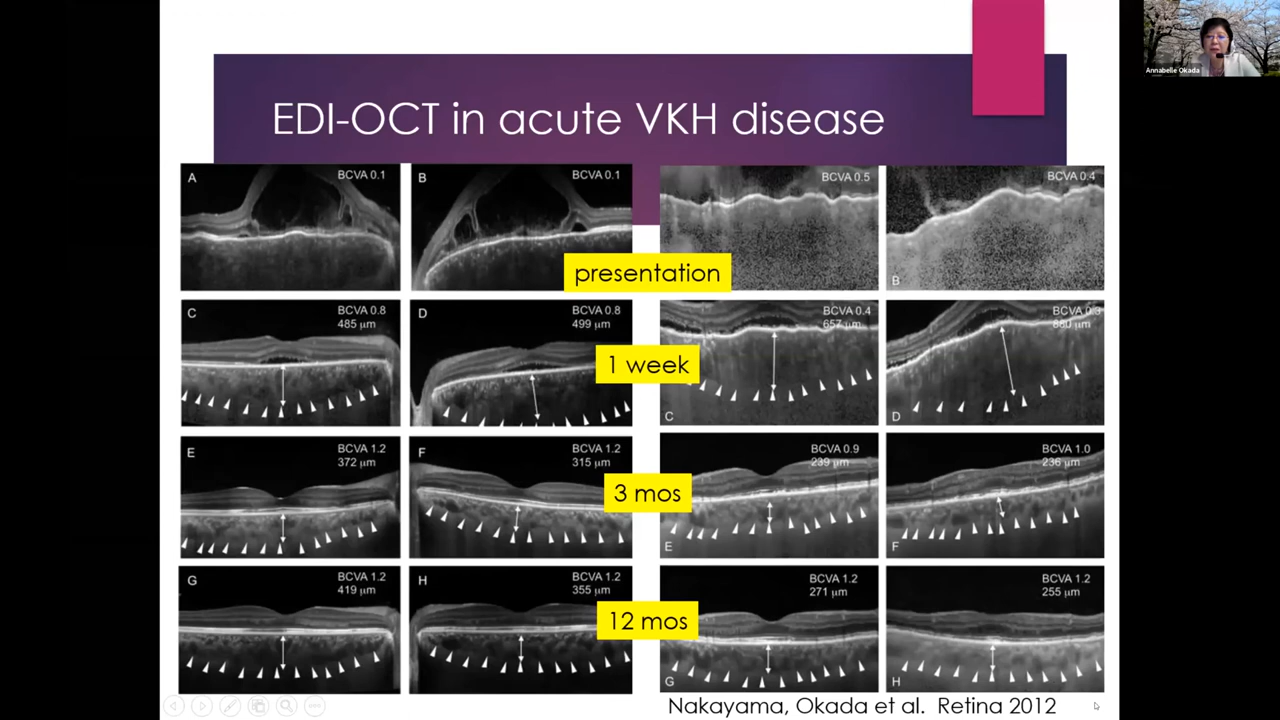 Annabelle Okada
EDI-OCT in acute VKH disease
A
BCVA 0.1
B
BCVA 0.1
BCVA 0.5
BCVA 0.4
B
presentation
C
BCVA 0.8
485 µm
D
BCVA 0.8
499 µm
BCVA 0.4
657 µm
C
BCVA 0.3
880 µm
D
1 week
E
BCVA 1.2
372 µm
F
BCVA 1.2
315 µm
BCVA 0.9
239 µm
E
BCVA 1.0
236 µm
F
3 mos
G
BCVA 1.2
419 µm
H
BCVA 1.2
355 µm
BCVA 1.2
271 µm
G
BCVA 1.2
255 µm
H
12 mos
Nakayama, Okada et al. Retina 2012